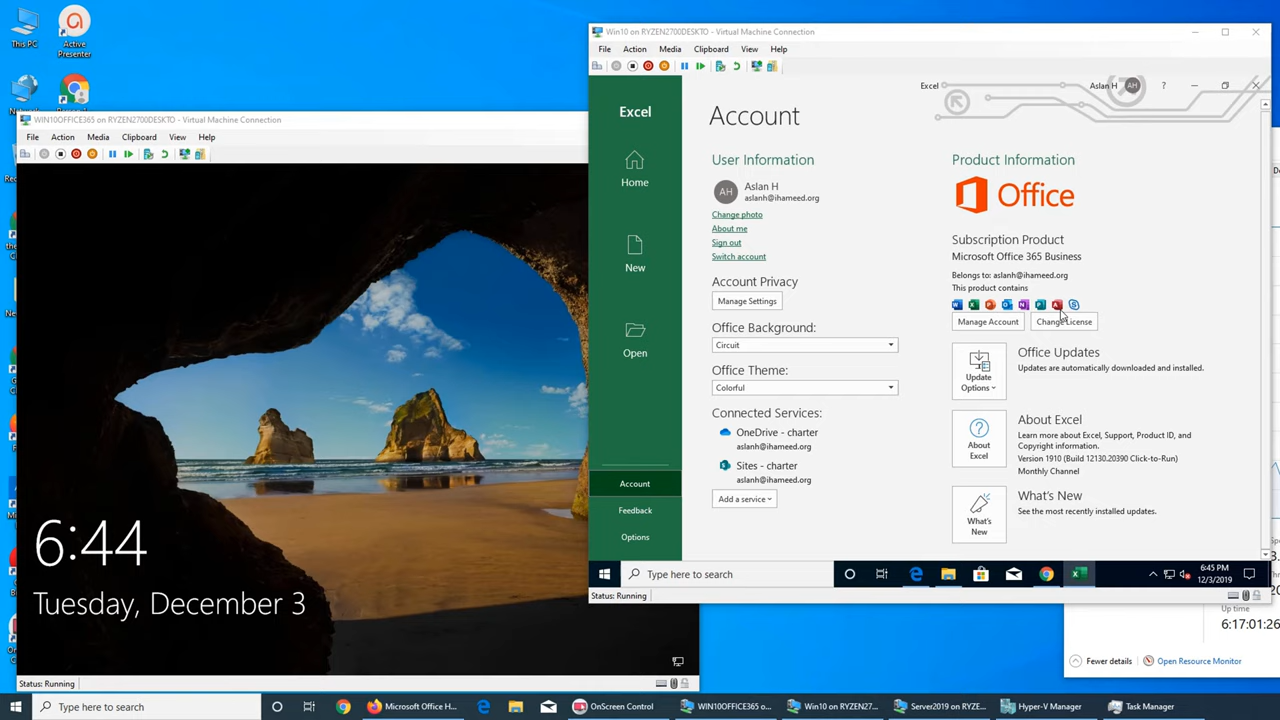 This PC
Active
Presenter
WIN10OFFICE365 on RYZEN2700DESKTO - Virtual Machine Connection
File Action Media Clipboard View Help
6:44
Tuesday, December 3
Status: Running
Win10 on RYZEN2700DESKTO - Virtual Machine Connection
File Action Media Clipboard View Help
Excel
Aslan H
AH
?
Excel
Home
New
Open
Account
Feedback
Options
Account
User Information
AH
Aslan H
aslanh@ihameed.org
Change photo
About me
Sign out
Switch account
Account Privacy
Manage Settings
Office Background:
Circuit
Office Theme:
Colorful
Connected Services:
OneDrive - charter
aslanh@ihameed.org
Sites - charter
aslanh@ihameed.org
Add a service
Product Information
Office
Subscription Product
Microsoft Office 365 Business
Belongs to: aslanh@ihameed.org
This product contains
Manage Account
Change License
Update
Options
Office Updates
Updates are automatically downloaded and installed.
About
Excel
About Excel
Learn more about Excel, Support, Product ID, and
Copyright information.
Version 1910 (Build 12130.20390 Click-to-Run)
Monthly Channel
What's
New
What's New
See the most recently installed updates.
Type here to search
6:45 PM
12/3/2019
Status: Running
Up time
6:17:01:26
Fewer details
Open Resource Monitor
Type here to search
Microsoft Office H...
OnScreen Control
WIN10OFFICE365 o...
Win10 on RYZEN27...
Server2019 on RYZE...
Hyper-V Manager
Task Manager